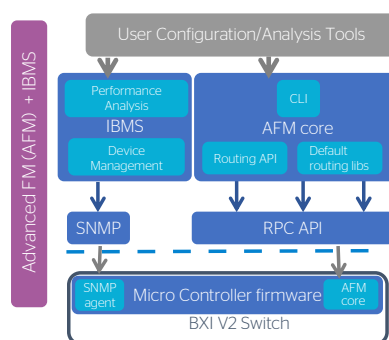 Advanced FM (AFM) + IBMS
User Configuration/Analysis Tools
Performance
Analysis
IBMS
Device
Management
CLI
AFM core
Routing API
Default
routing libs
SNMP
RPC API
SNMP
agent
Micro Controller firmware
AFM
core
BXI V2 Switch